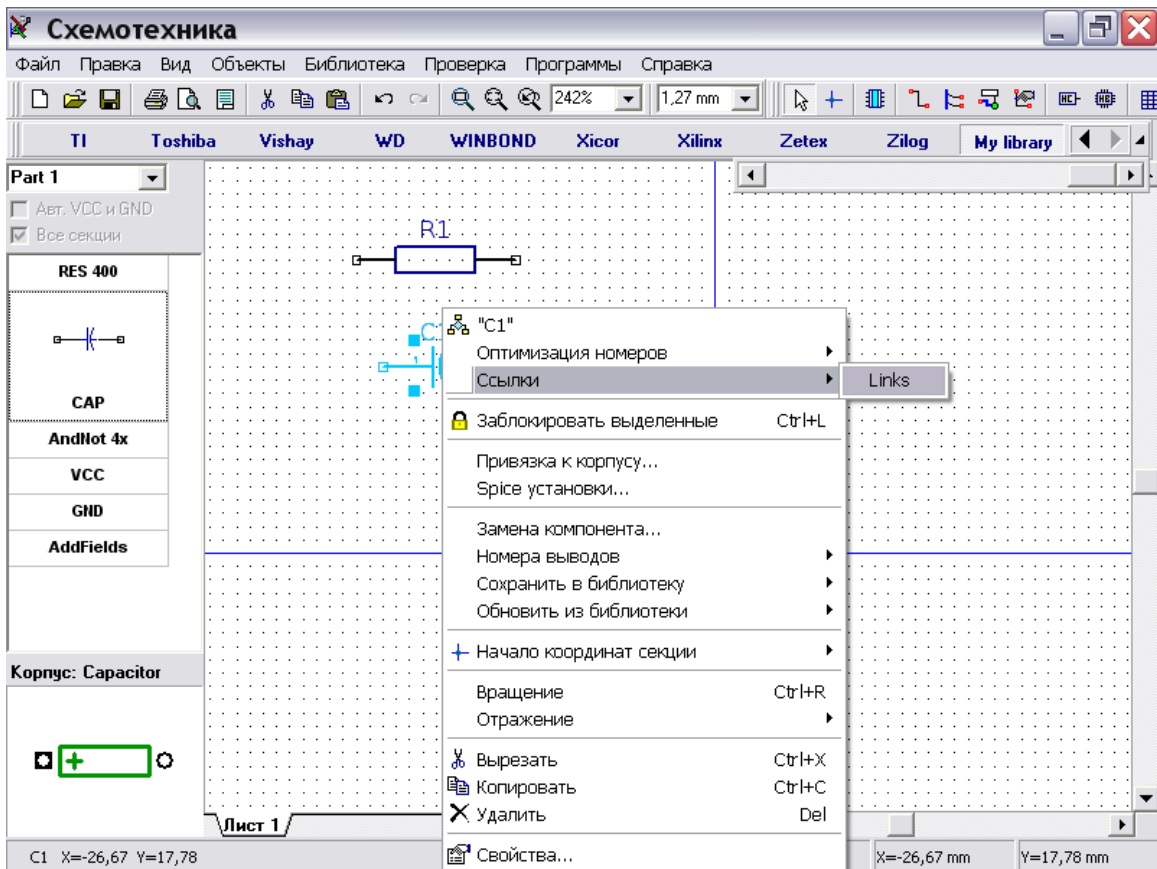 Схемотехника
Файл Правка Вид Объекты Библиотека Проверка Программы Справка
242% 1,27 mm
TI Toshiba Vishay WD WINBOND Xicor Xilinx Zetex Zilog My library
Part 1
Авт. VCC и GND
Все секции
RES 400
CAP
AndNot 4x
VCC
GND
AddFields
Корпус: Capacitor
R1
"C1"
Оптимизация номеров
Ссылки Links
Заблокировать выделенные Ctrl+L
Привязка к корпусу...
Spice установки...
Замена компонента...
Номера выводов
Сохранить в библиотеку
Обновить из библиотеки
Начало координат секции
Вращение Ctrl+R
Отражение
Вырезать Ctrl+X
Копировать Ctrl+C
Удалить Del
Свойства...
Лист 1
C1 X=-26,67 Y=17,78 X=-26,67 mm Y=17,78 mm